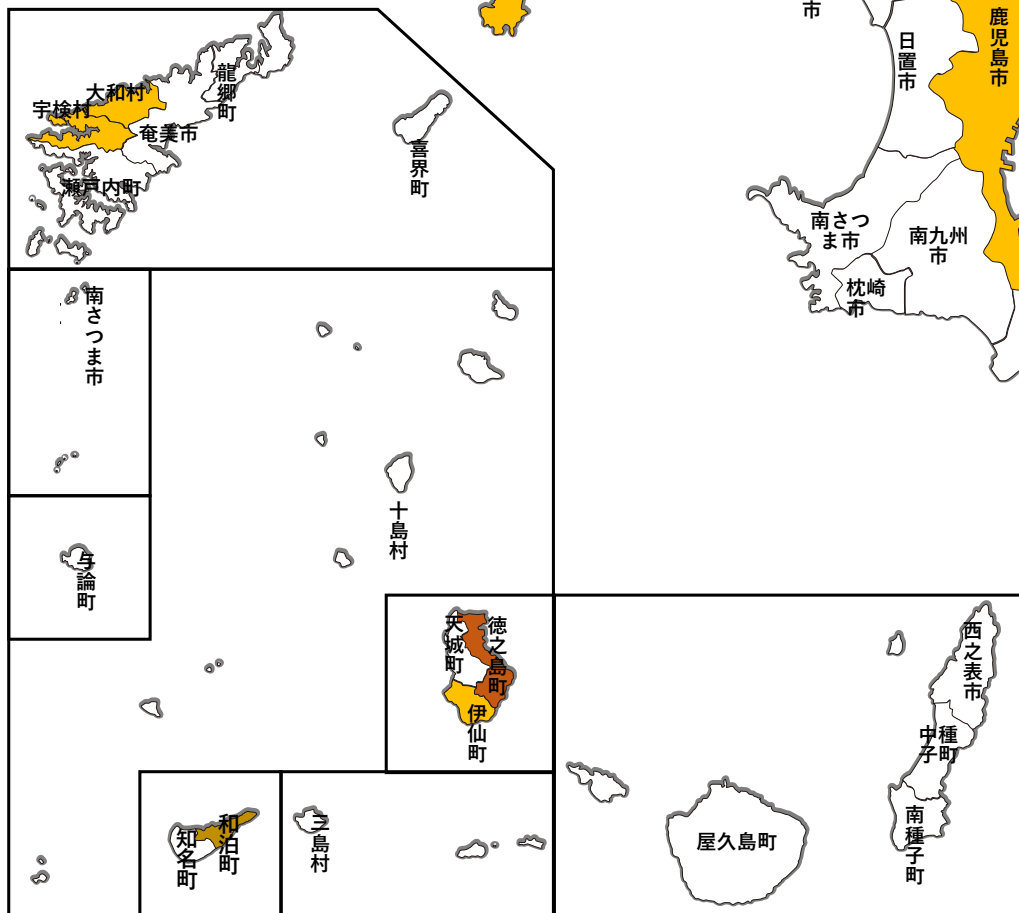 市
鹿児島市
日置市
龍郷町
大和村
宇検村
奄美市
喜界町
瀬戸内町
南さつ
ま市
南九州
市
枕崎
市
南さつま市
十島村
与論町
天城町
徳之島町
伊仙町
西之表市
中種
子町
南種子町
屋久島町
和泊町
知名町
三島村